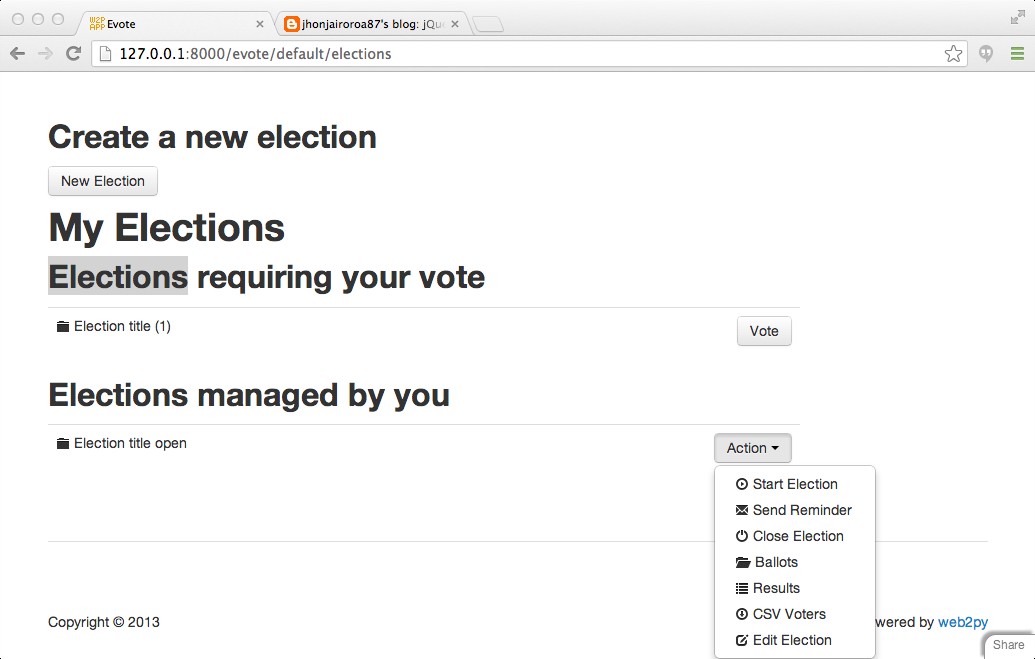 WEB APP Evote
jhonjairoroa87's blog: jQu
127.0.0.1:8000/evote/default/elections
Create a new election
New Election
My Elections
Elections requiring your vote
Election title (1)
Vote
Elections managed by you
Election title open
Action
Start Election
Send Reminder
Close Election
Ballots
Results
CSV Voters
Edit Election
Copyright © 2013
wered by web2py
Share